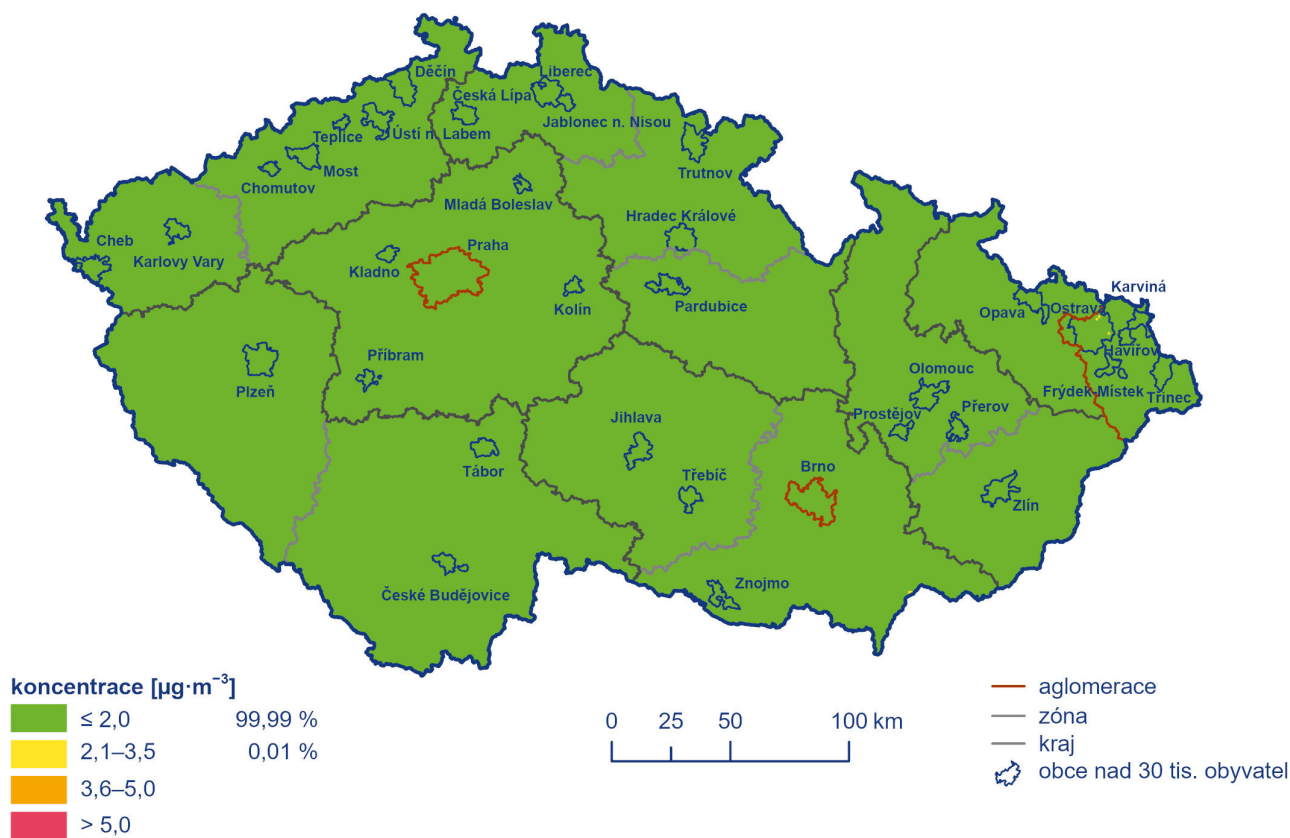 Děčín
Liberec
Česká Lípa
Jablonec n. Nisou
Teplice
Ústí n. Labem
Most
Chomutov
Trutnov
Mladá Boleslav
Hradec Králové
Cheb
Karlovy Vary
Praha
Kladno
Kolín
Pardubice
Karviná
Opava
Ostrava
Havířov
Plzeň
Příbram
Olomouc
Frýdek-Místek
Třinec
Prostějov
Přerov
Jihlava
Tábor
Třebíč
Brno
Zlín
Znojmo
České Budějovice
koncentrace [µg·m⁻³]
≤ 2,0 99,99 %
2,1–3,5 0,01 %
3,6–5,0
> 5,0
0 25 50 100 km
aglomerace
zóna
kraj
obce nad 30 tis. obyvatel